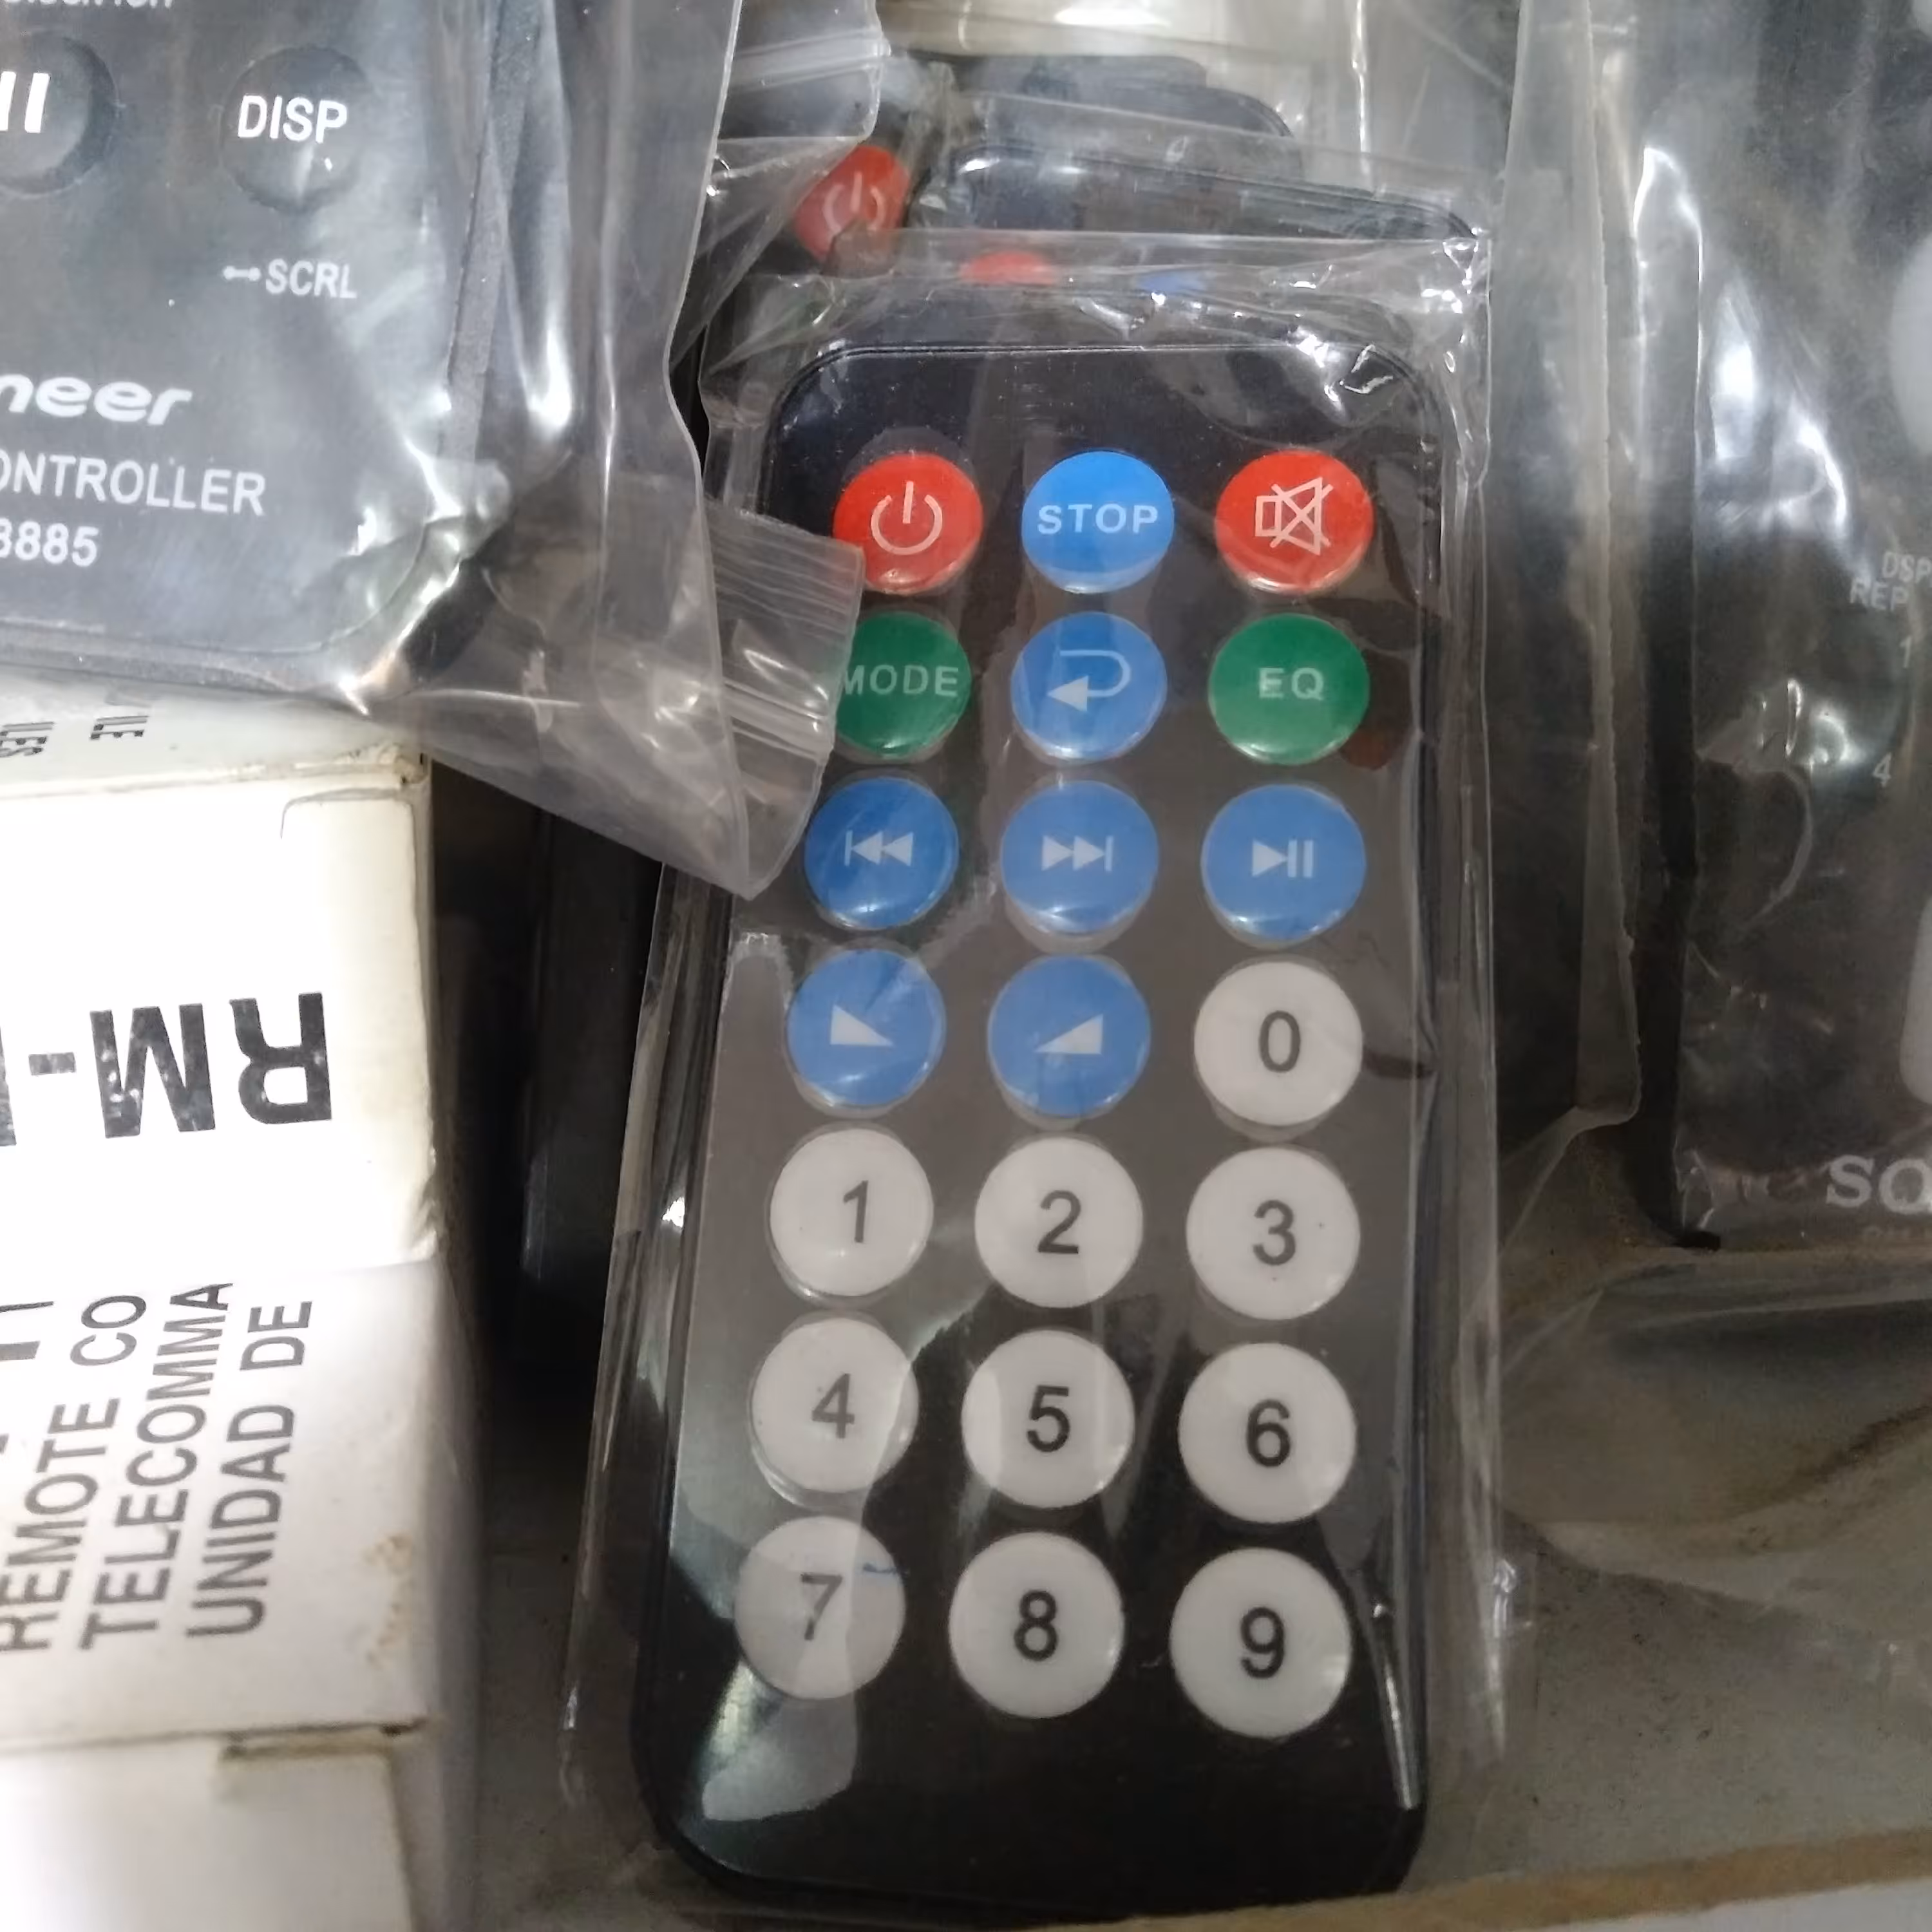 DISP
SCRL
neer
ONTROLLER
8885
STOP
MODE
EQ
0
1
2
3
4
5
6
7
8
9
RM-
REMOTE CO
TELECOMMA
UNIDAD DE
DSP
REP
1
4
SO